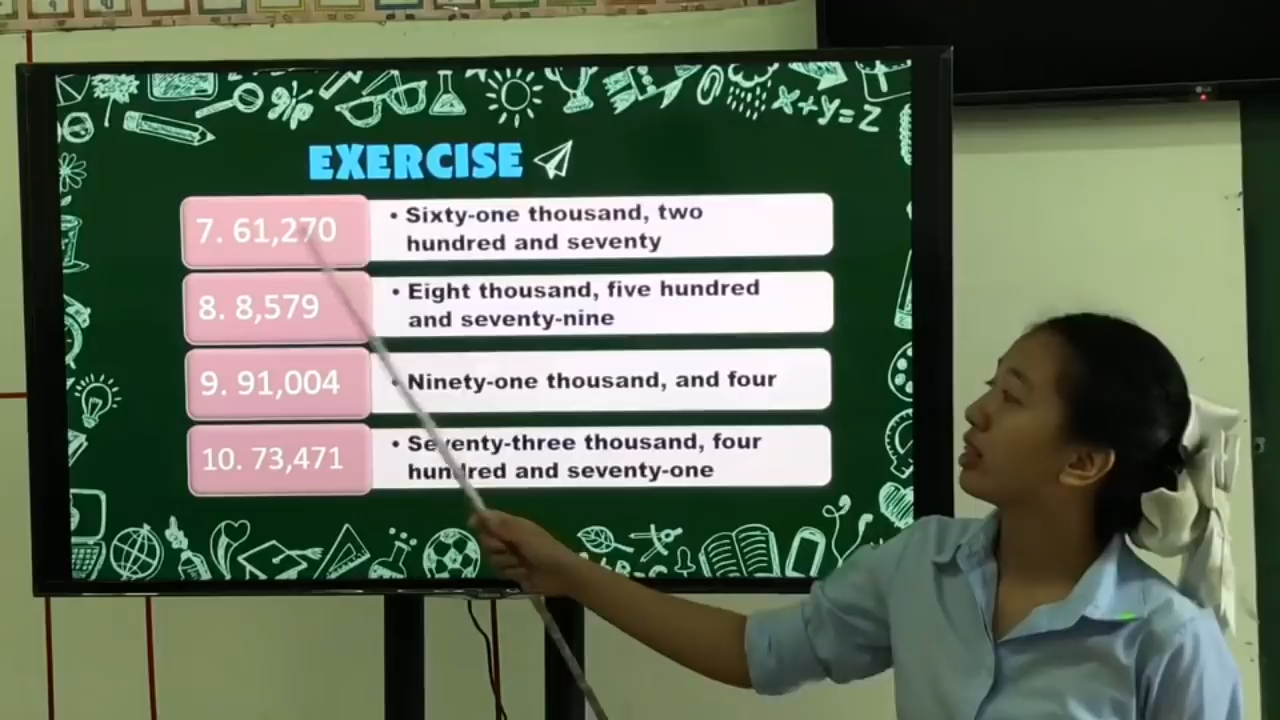 x+y=z
EXERCISE
7. 61,270
• Sixty-one thousand, two
hundred and seventy
8. 8,579
• Eight thousand, five hundred
and seventy-nine
9. 91,004
• Ninety-one thousand, and four
10. 73,471
• Seventy-three thousand, four
hundred and seventy-one
LG